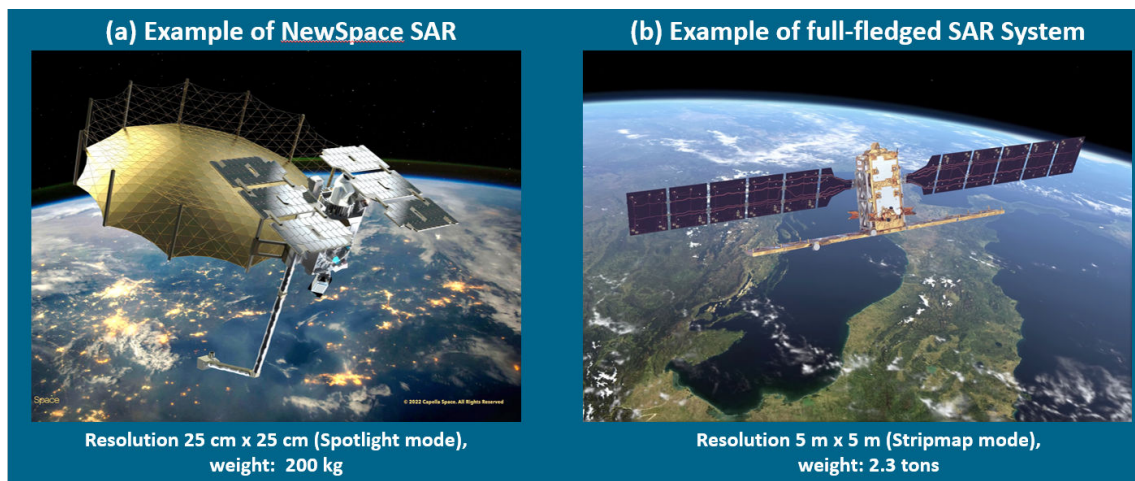 (a) Example of NewSpace SAR
(b) Example of full-fledged SAR System
Space
© 2022 Capella Space. All Rights Reserved
Resolution 25 cm x 25 cm (Spotlight mode),
weight:  200 kg
Resolution 5 m x 5 m (Stripmap mode),
weight: 2.3 tons